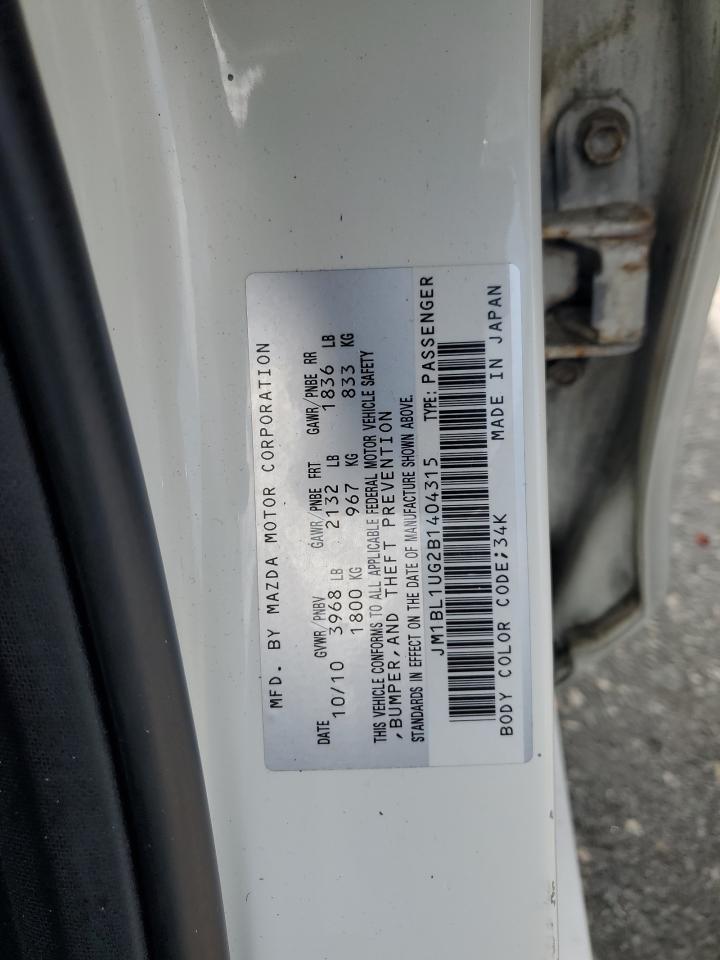 MFD. BY MAZDA MOTOR CORPORATION
DATE GVWR/PNBV GAWR/PNBE FRT GAWR/PNBE RR
10/10 3968 LB 2132 LB 1836 LB
1800 KG 967 KG 833 KG
THIS VEHICLE CONFORMS TO ALL APPLICABLE FEDERAL MOTOR VEHICLE SAFETY
,BUMPER, AND THEFT PREVENTION
STANDARDS IN EFFECT ON THE DATE OF MANUFACTURE SHOWN ABOVE.
JM1BL1UG2B1404315 TYPE: PASSENGER
BODY COLOR CODE;34K MADE IN JAPAN